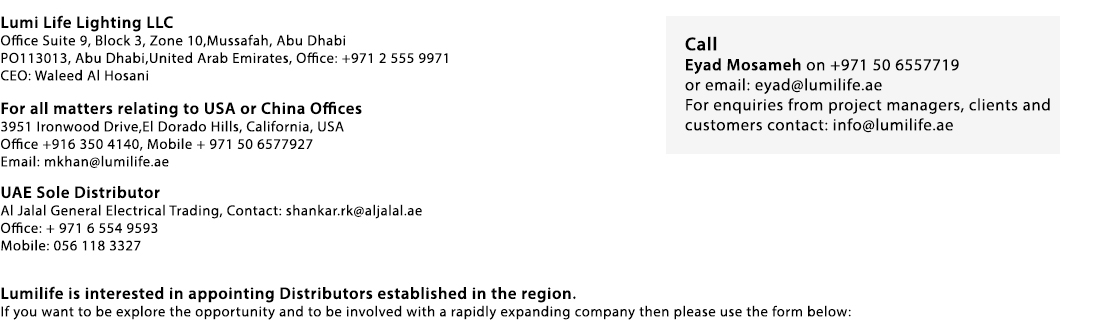 Lumi Life Lighting LLC
Office Suite 9, Block 3, Zone 10,Mussafah, Abu Dhabi
PO113013, Abu Dhabi,United Arab Emirates, Office: +971 2 555 9971
CEO: Waleed Al Hosani
For all matters relating to USA or China Offices
3951 Ironwood Drive,El Dorado Hills, California, USA
Office +916 350 4140, Mobile + 971 50 6577927
Email: mkhan@lumilife.ae
UAE Sole Distributor
Al Jalal General Electrical Trading, Contact: shankar.rk@aljalal.ae
Office: + 971 6 554 9593
Mobile: 056 118 3327
Call
Eyad Mosameh on +971 50 6557719
or email: eyad@lumilife.ae
For enquiries from project managers, clients and
customers contact: info@lumilife.ae
Lumilife is interested in appointing Distributors established in the region.
If you want to be explore the opportunity and to be involved with a rapidly expanding company then please use the form below: